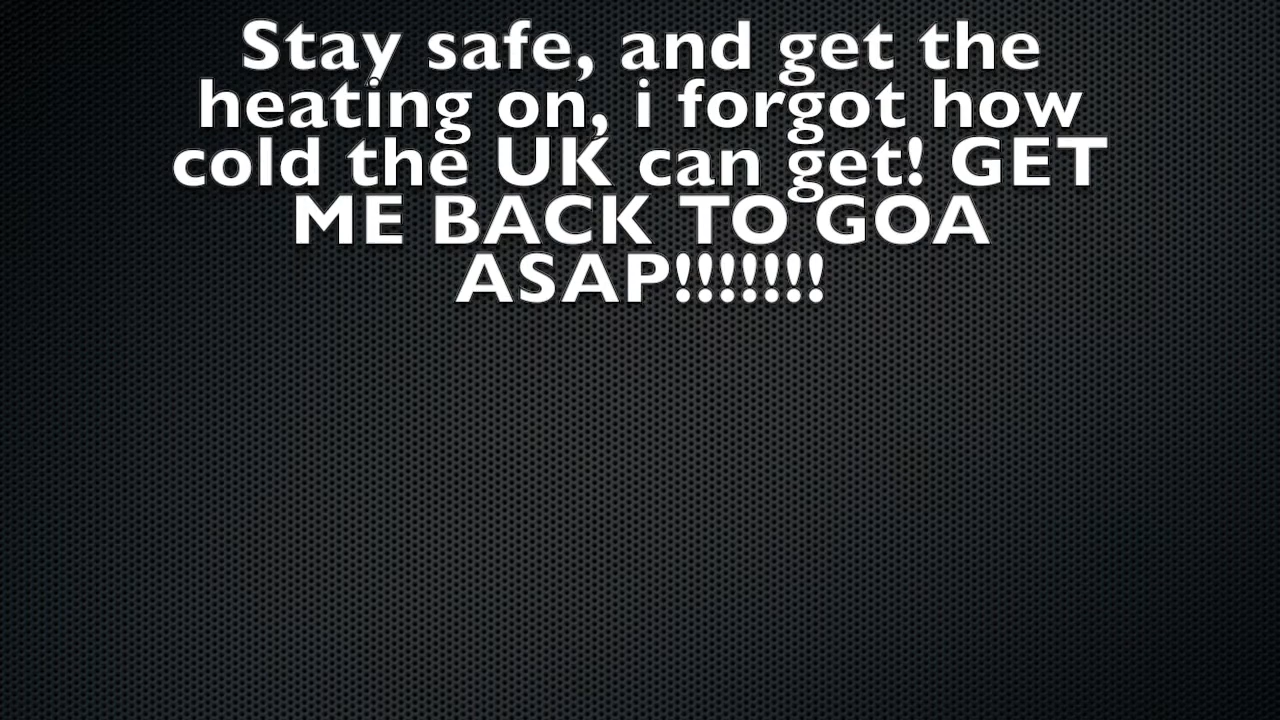 Stay safe, and get the
heating on, i forgot how
cold the UK can get! GET
ME BACK TO GOA
ASAP!!!!!!!